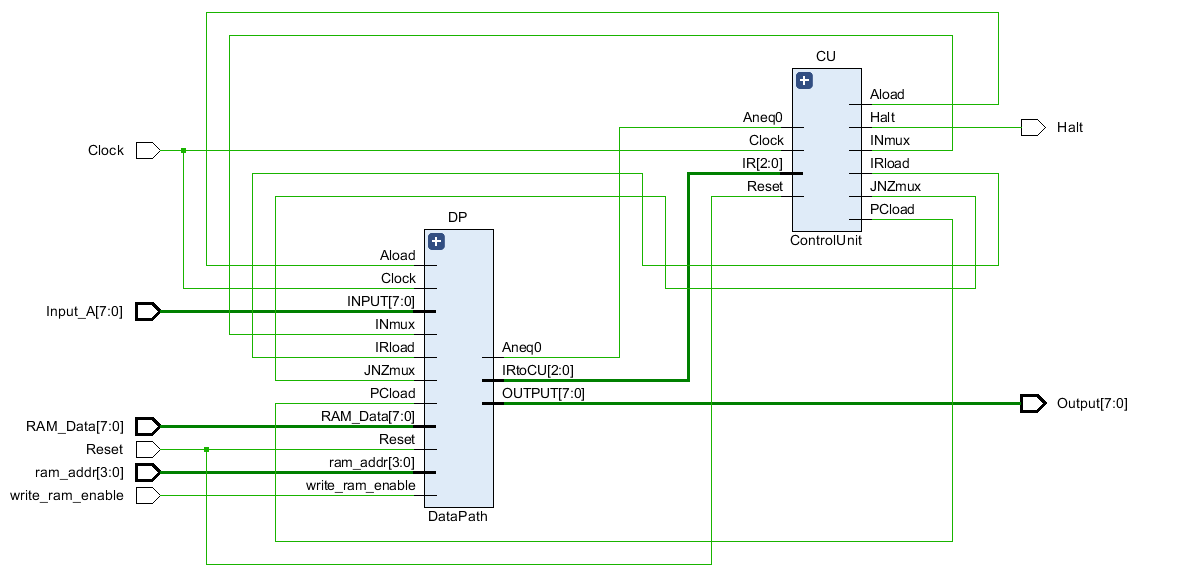 CU
Aload
Aneq0
Halt
Halt
Clock
Clock
INmux
IR[2:0]
IRload
Reset
JNZmux
PCload
ControlUnit
DP
Aload
Clock
Input_A[7:0]
INPUT[7:0]
INmux
IRload
Aneq0
JNZmux
IRtoCU[2:0]
PCload
OUTPUT[7:0]
Output[7:0]
RAM_Data[7:0]
RAM_Data[7:0]
Reset
Reset
ram_addr[3:0]
ram_addr[3:0]
write_ram_enable
write_ram_enable
DataPath